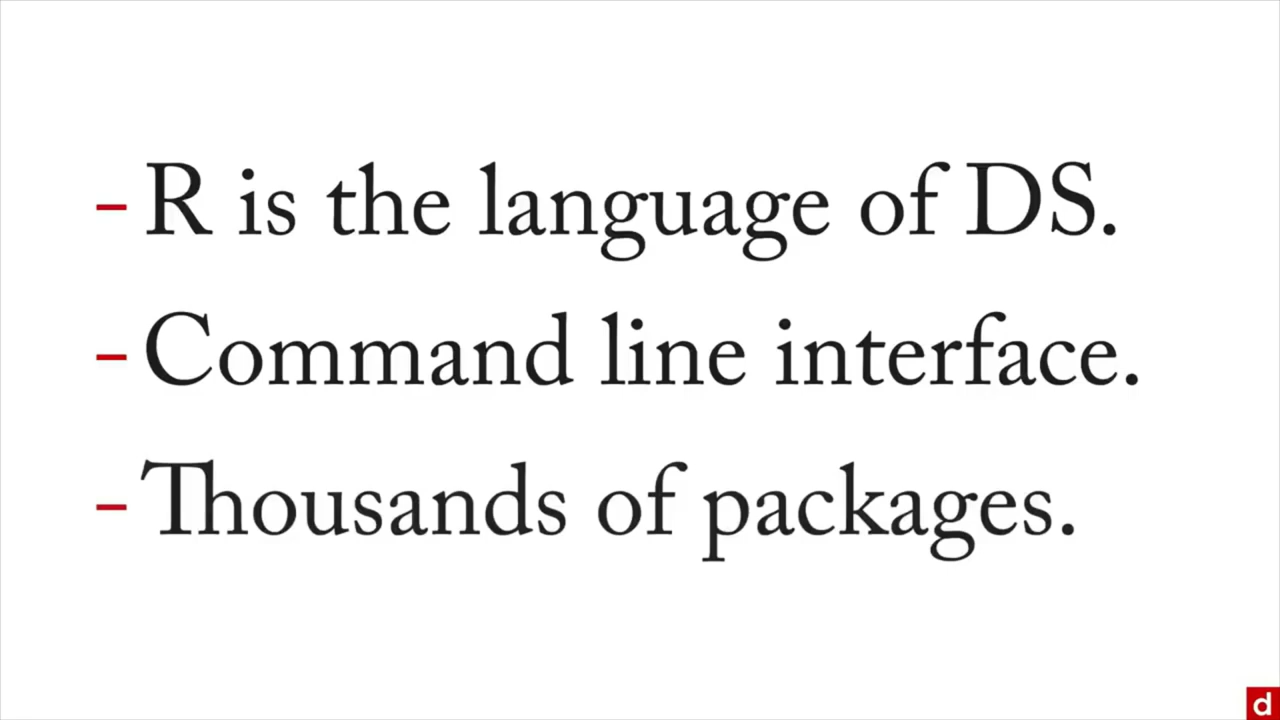 - R is the language of DS.
- Command line interface.
- Thousands of packages.
d